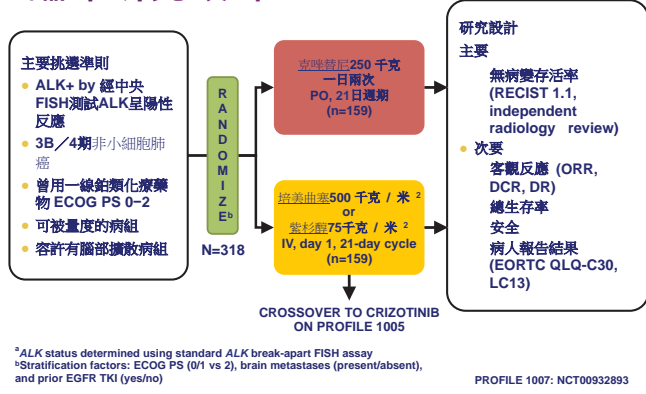 主要挑選準則
• ALK+ by 經中央
FISH測試ALK呈陽性
反應
• 3B／4期非小細胞肺
癌
• 曾用一線鉑類化療藥
物 ECOG PS 0−2
• 可被量度的病組
• 容許有腦部擴散病組
R
A
N
D
O
M
I
Z
Eᵇ
N=318
克唑替尼250 千克
一日兩次
PO, 21日週期
(n=159)
培美曲塞500 千克 / 米 ²
or
紫杉醇75千克 / 米 ²
IV, day 1, 21-day cycle
(n=159)
CROSSOVER TO CRIZOTINIB
ON PROFILE 1005
研究設計
主要
無病變存活率
(RECIST 1.1,
independent
radiology review)
• 次要
客觀反應 (ORR,
DCR, DR)
總生存率
安全
病人報告結果
(EORTC QLQ-C30,
LC13)
ᵃALK status determined using standard ALK break-apart FISH assay
ᵇStratification factors: ECOG PS (0/1 vs 2), brain metastases (present/absent),
and prior EGFR TKI (yes/no)
PROFILE 1007: NCT00932893